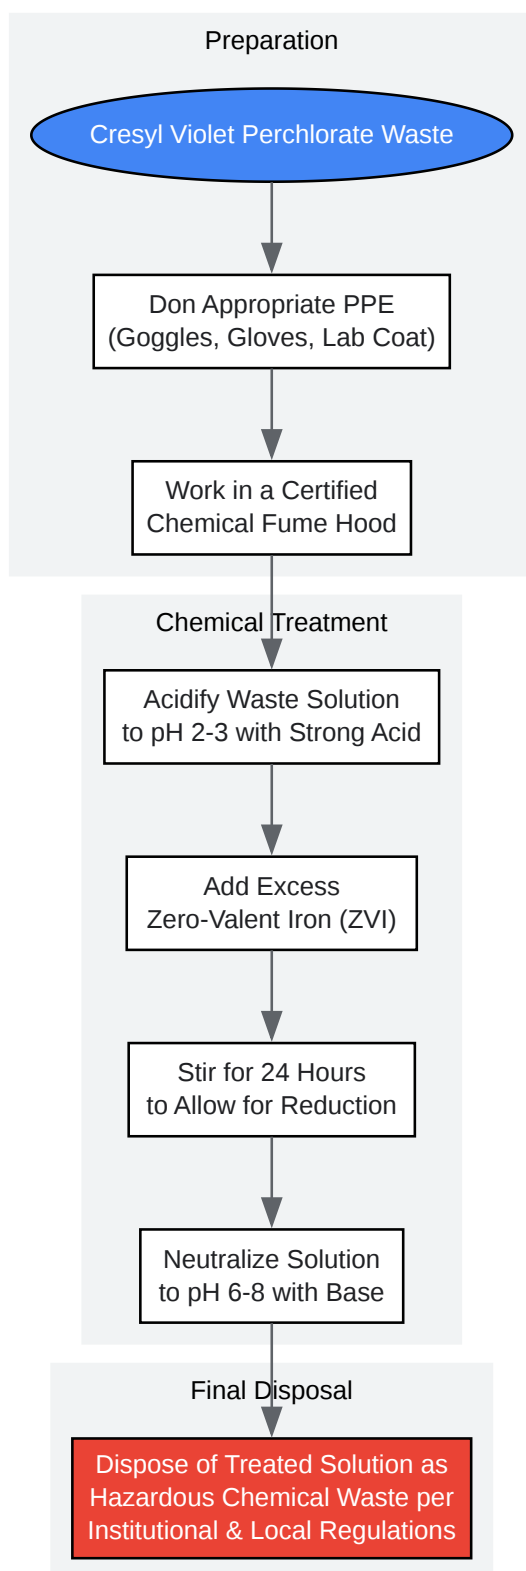 Preparation
Cresyl Violet Perchlorate Waste
Don Appropriate PPE
(Goggles, Gloves, Lab Coat)
Work in a Certified
Chemical Fume Hood
Chemical Treatment
Acidify Waste Solution
to pH 2-3 with Strong Acid
Add Excess
Zero-Valent Iron (ZVI)
Stir for 24 Hours
to Allow for Reduction
Neutralize Solution
to pH 6-8 with Base
Final Disposal
Dispose of Treated Solution as
Hazardous Chemical Waste per
Institutional & Local Regulations